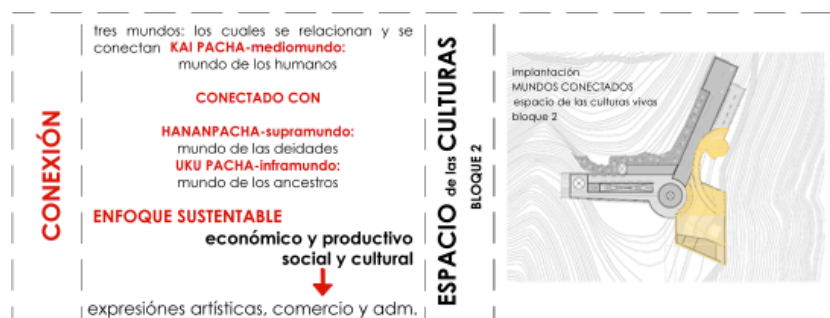 CONEXIÓN
tres mundos: los cuales se relacionan y se
conectan KAI PACHA-mediomundo:
mundo de los humanos
CONECTADO CON
HANANPACHA-supramundo:
mundo de las deidades
UKU PACHA-inframundo:
mundo de los ancestros
ENFOQUE SUSTENTABLE
económico y productivo
social y cultural
expresiónes artísticas, comercio y adm.
ESPACIO de las CULTURAS
BLOQUE 2
implantación
MUNDOS CONECTADOS
espacio de las culturas vivas
bloque 2